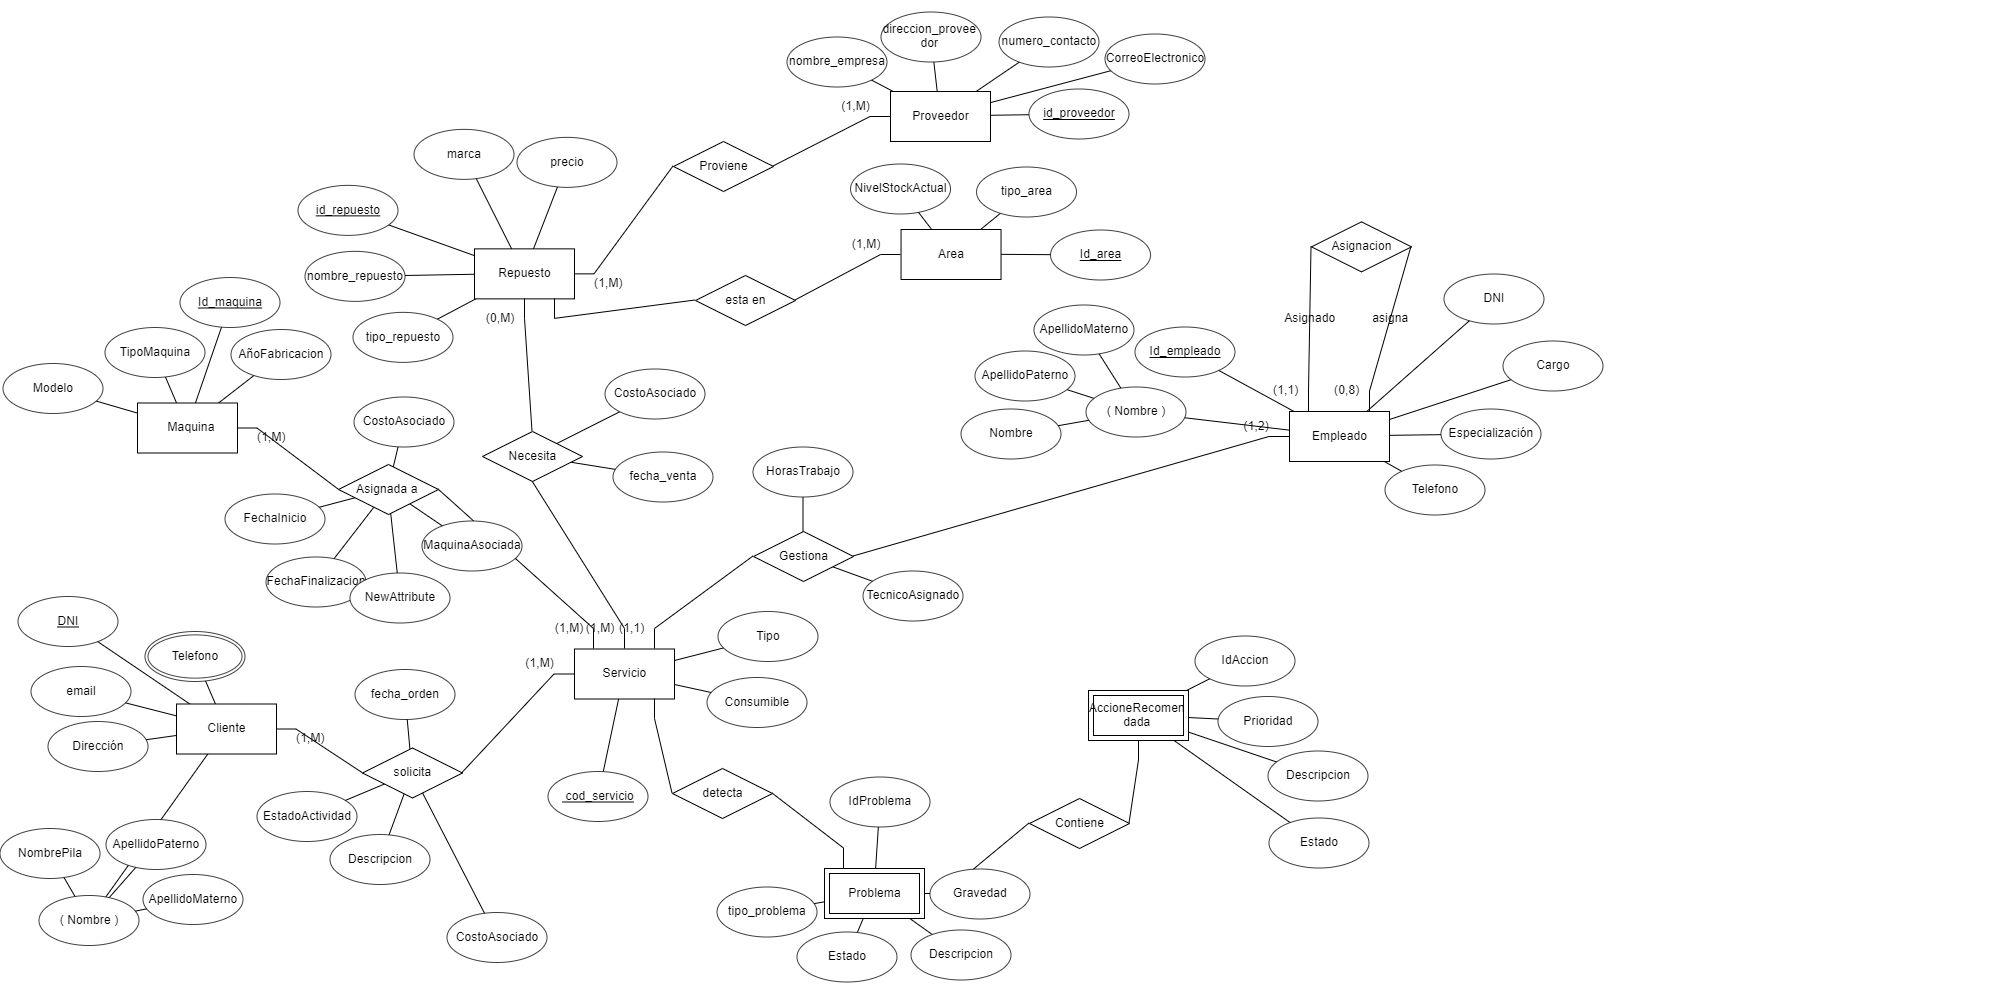 direccion_provee
dor
numero_contacto
nombre_empresa
CorreoElectronico
(1,M)
Proveedor
id_proveedor
marca
precio
Proviene
NivelStockActual
tipo_area
id_repuesto
(1,M)
Area
Id_area
Asignacion
nombre_repuesto
Repuesto
(1,M)
esta en
Id_maquina
(0,M)
tipo_repuesto
Asignado
asigna
DNI
TipoMaquina
AñoFabricacion
ApellidoMaterno
Id_empleado
Modelo
ApellidoPaterno
Cargo
CostoAsociado
(1,1)
(0,8)
Maquina
(1,M)
CostoAsociado
( Nombre )
Nombre
(1,2)
Empleado
Especialización
Necesita
fecha_venta
HorasTrabajo
Telefono
Asignada a
FechaInicio
MaquinaAsociada
Gestiona
FechaFinalizacion
NewAttribute
TecnicoAsignado
DNI
(1,M)
(1,M)
(1,1)
Tipo
Telefono
(1,M)
Servicio
IdAccion
email
fecha_orden
Consumible
AccioneRecomen
dada
Prioridad
Cliente
(1,M)
Dirección
solicita
Descripcion
detecta
cod_servicio
IdProblema
EstadoActividad
Contiene
ApellidoPaterno
NombrePila
Descripcion
Estado
ApellidoMaterno
( Nombre )
tipo_problema
Problema
Gravedad
CostoAsociado
Estado
Descripcion